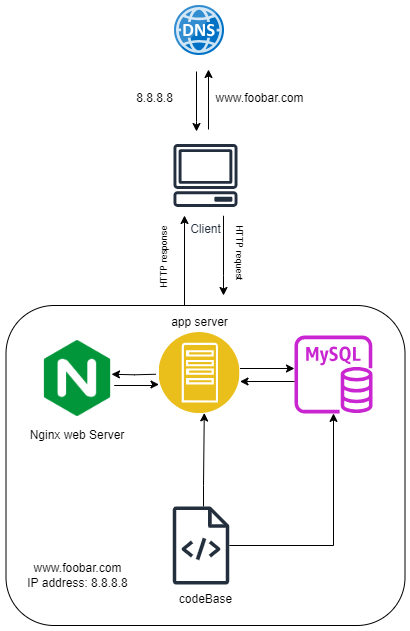 DNS
8.8.8.8
www.foobar.com
Client
HTTP response
HTTP request
app server
MySQL
N
Nginx web Server
</>
www.foobar.com
IP address: 8.8.8.8
codeBase